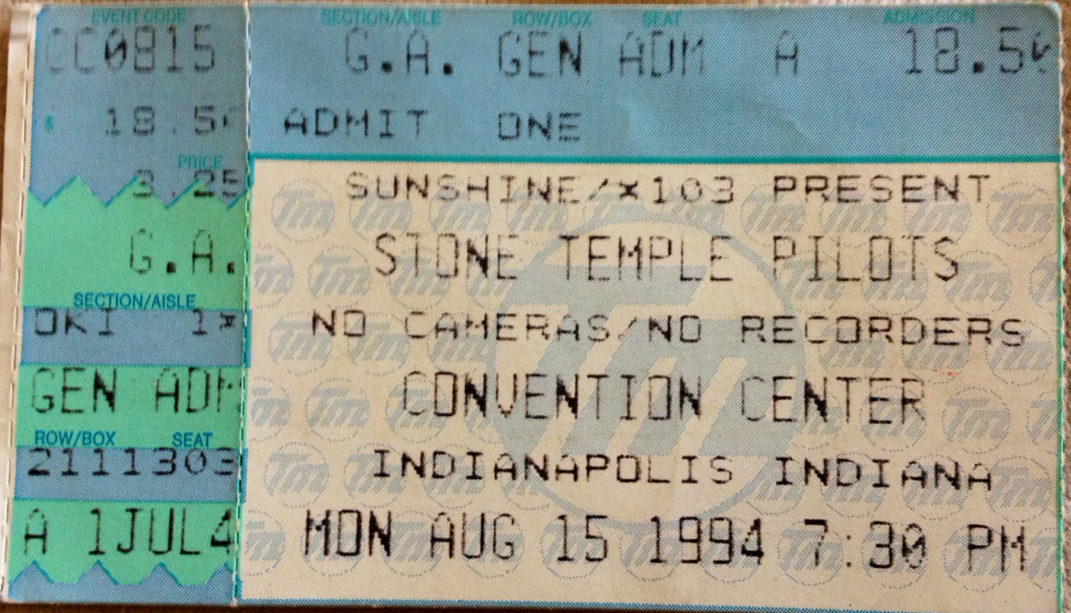 EVENT CODE
CC0815
$ 18.50
PRICE
3.25
G.A.
SECTION/AISLE
OKI 1*
GEN ADM
ROW/BOX SEAT
2111303
A 1JUL4
SECTION/AISLE ROW/BOX SEAT ADMISSION
G.A. GEN ADM A 18.50
ADMIT ONE
SUNSHINE/*103 PRESENT
STONE TEMPLE PILOTS
NO CAMERAS/NO RECORDERS
CONVENTION CENTER
INDIANAPOLIS INDIANA
MON AUG 15 1994 7:30 PM